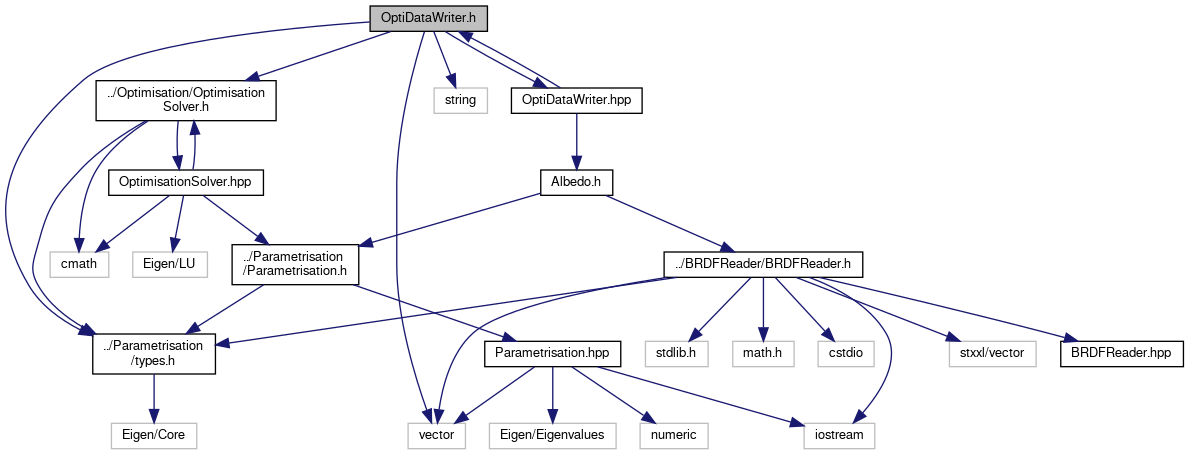 OptiDataWriter.h
../Optimisation/Optimisation
Solver.h
string
OptiDataWriter.hpp
OptimisationSolver.hpp
Albedo.h
cmath
Eigen/LU
../Parametrisation
/Parametrisation.h
../BRDFReader/BRDFReader.h
../Parametrisation
/types.h
Parametrisation.hpp
stdlib.h
math.h
cstdio
stxxl/vector
BRDFReader.hpp
Eigen/Core
vector
Eigen/Eigenvalues
numeric
iostream